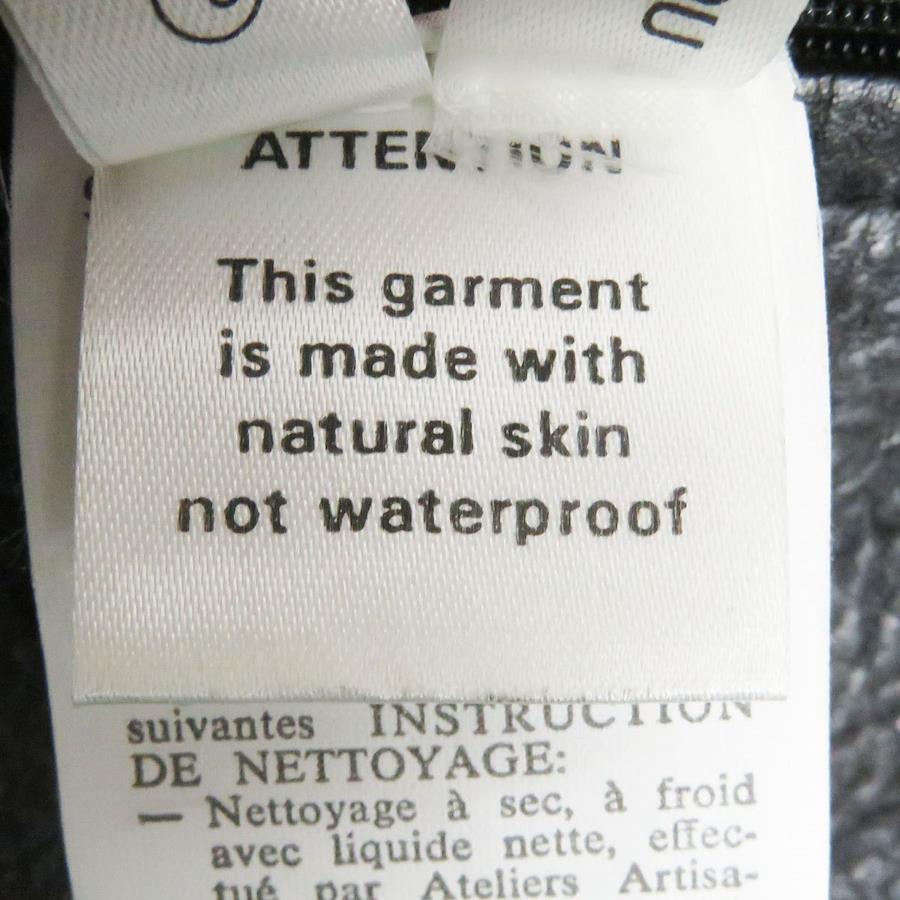 ATTENTION
This garment
is made with
natural skin
not waterproof
suivantes INSTRUCTION
DE NETTOYAGE:
— Nettoyage à sec, à froid
avec liquide nette, effec-
tué par Ateliers Artisa-